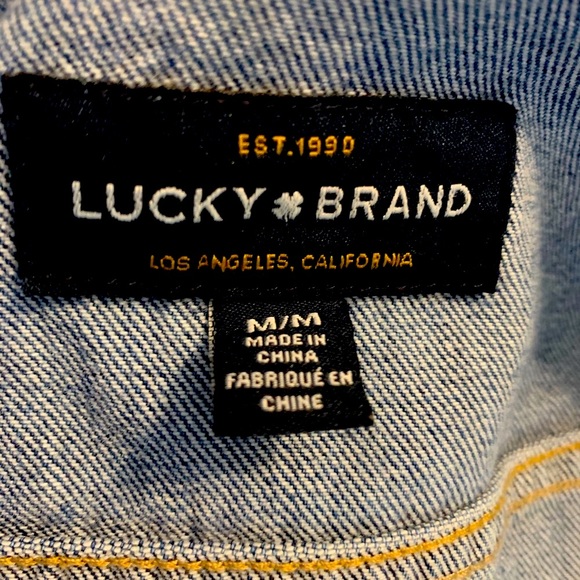 EST.1990
LUCKY BRAND
LOS ANGELES, CALIFORNIA
M/M
MADE IN
CHINA
FABRIQUÉ EN
CHINE